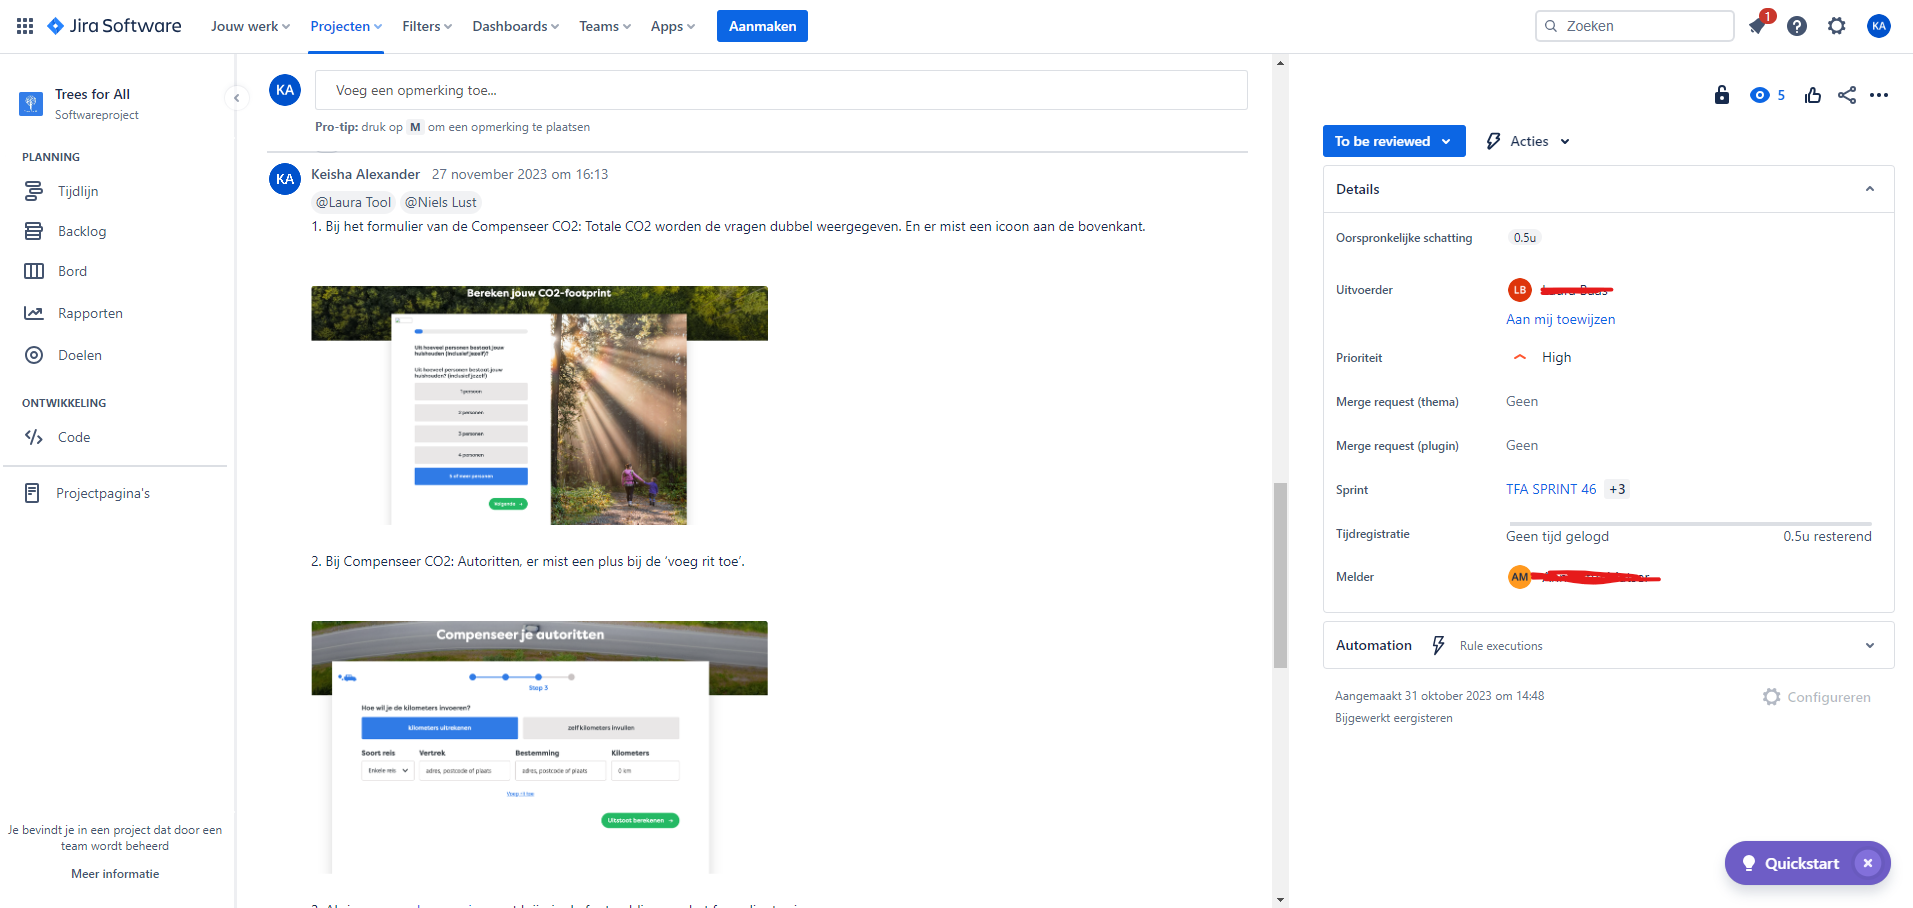 Jira Software
Jouw werk
Projecten
Filters
Dashboards
Teams
Apps
Aanmaken
Zoeken
1
KA
Trees for All
Softwareproject
PLANNING
Tijdlijn
Backlog
Bord
Rapporten
Doelen
ONTWIKKELING
Code
Projectpagina's
Je bevindt je in een project dat door een
team wordt beheerd
Meer informatie
KA
Voeg een opmerking toe...
Pro-tip: druk op M om een opmerking te plaatsen
KA
Keisha Alexander 27 november 2023 om 16:13
@Laura Tool @Niels Lust
1. Bij het formulier van de Compenseer CO2: Totale CO2 worden de vragen dubbel weergegeven. En er mist een icoon aan de bovenkant.
Bereken jouw CO2-footprint
Uit hoeveel personen bestaat jouw
huishouden (inclusief jezelf)?
Uit hoeveel personen bestaat jouw
huishouden? (inclusief jezelf)
1 persoon
2 personen
3 personen
4 personen
5 of meer personen
Volgende →
2. Bij Compenseer CO2: Autoritten, er mist een plus bij de ‘voeg rit toe’.
Compenseer je autoritten
Stap 3
Hoe wil je de kilometers invoeren?
kilometers uitrekenen
zelf kilometers invullen
Soort reis
Vertrek
Bestemming
Kilometers
Enkele reis
adres, postcode of plaats
adres, postcode of plaats
0 km
Voeg rit toe
Uitstoot berekenen →
5
To be reviewed
Acties
Details
Oorspronkelijke schatting
0.5u
Uitvoerder
LB
Aan mij toewijzen
Prioriteit
High
Merge request (thema)
Geen
Merge request (plugin)
Geen
Sprint
TFA SPRINT 46 +3
Tijdregistratie
Geen tijd gelogd
0.5u resterend
Melder
AM
Automation
Rule executions
Aangemaakt 31 oktober 2023 om 14:48
Bijgewerkt eergisteren
Configureren
Quickstart